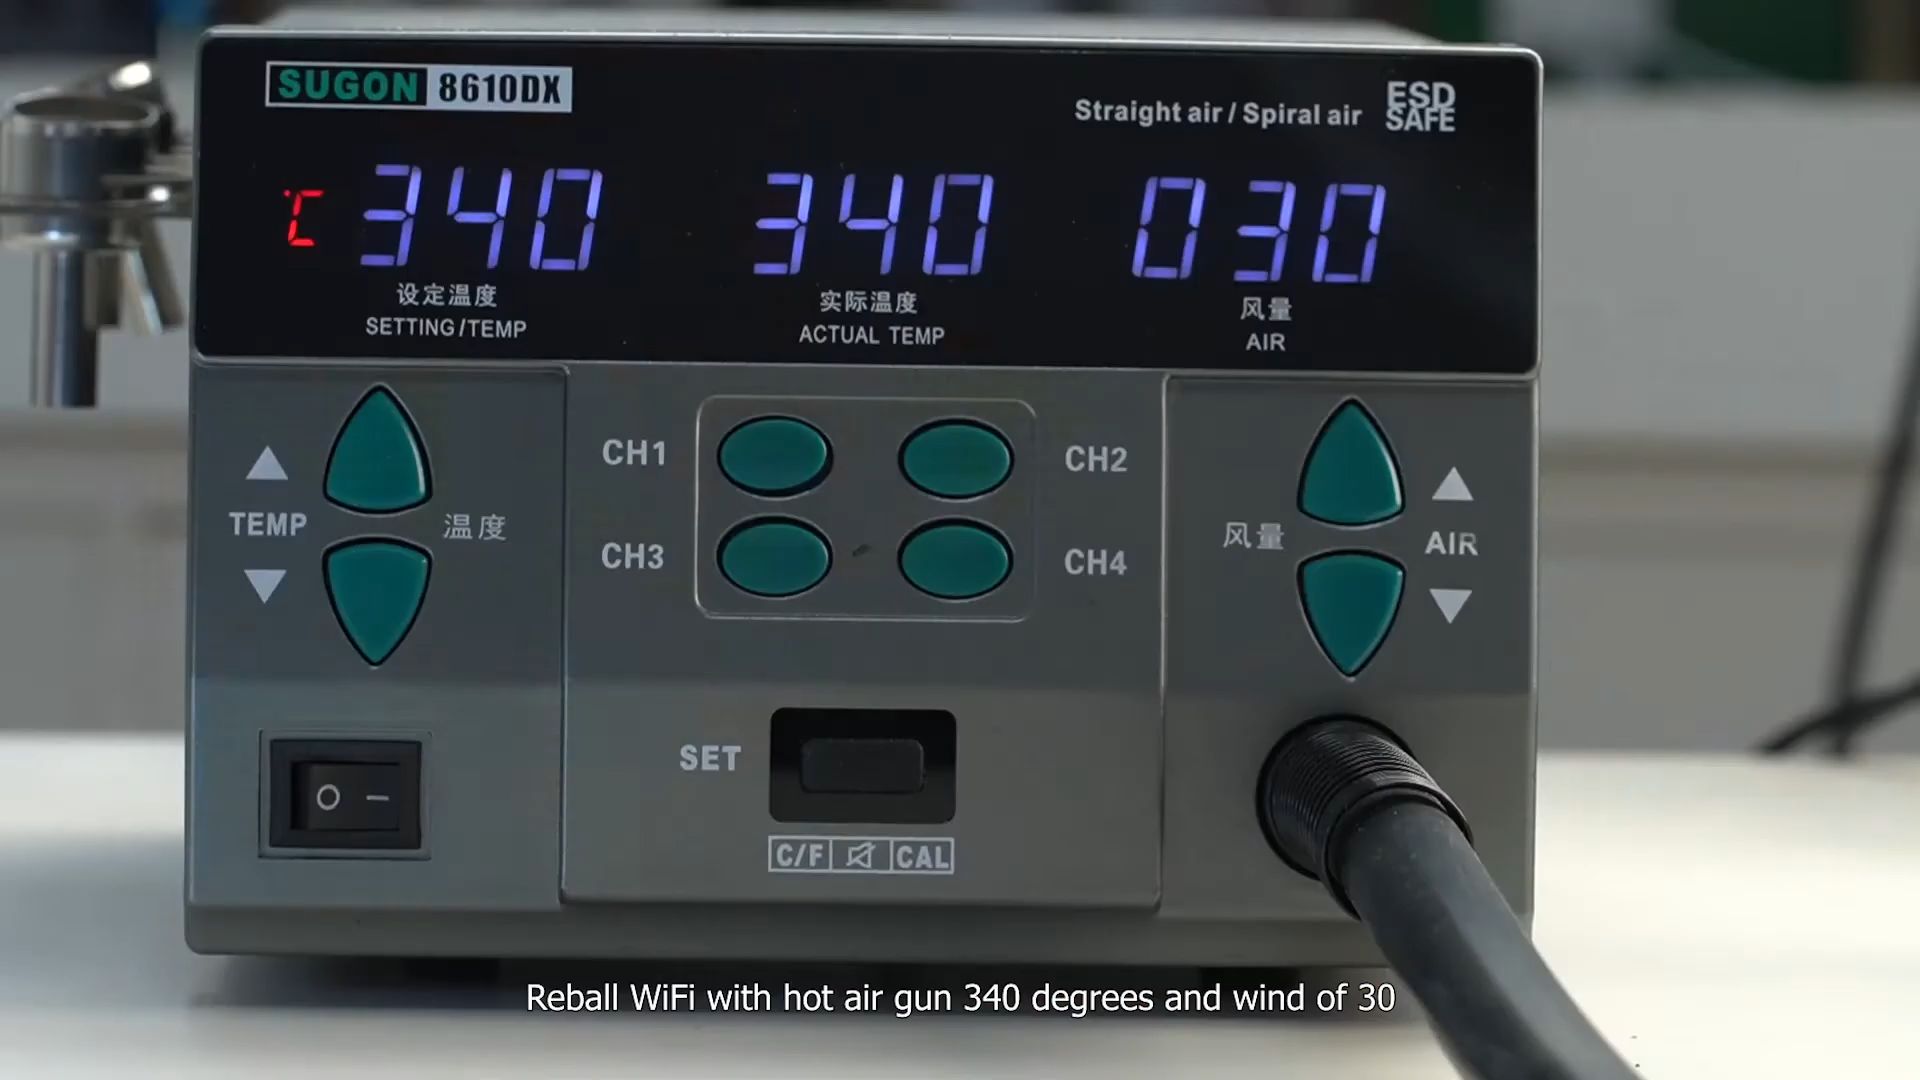 SUGON 8610DX
Straight air / Spiral air
ESD SAFE
℃ 340
340
030
设定温度
SETTING/TEMP
实际温度
ACTUAL TEMP
风量
AIR
TEMP
温度
CH1
CH2
CH3
CH4
风量
AIR
SET
C/F
CAL
Reball WiFi with hot air gun 340 degrees and wind of 30